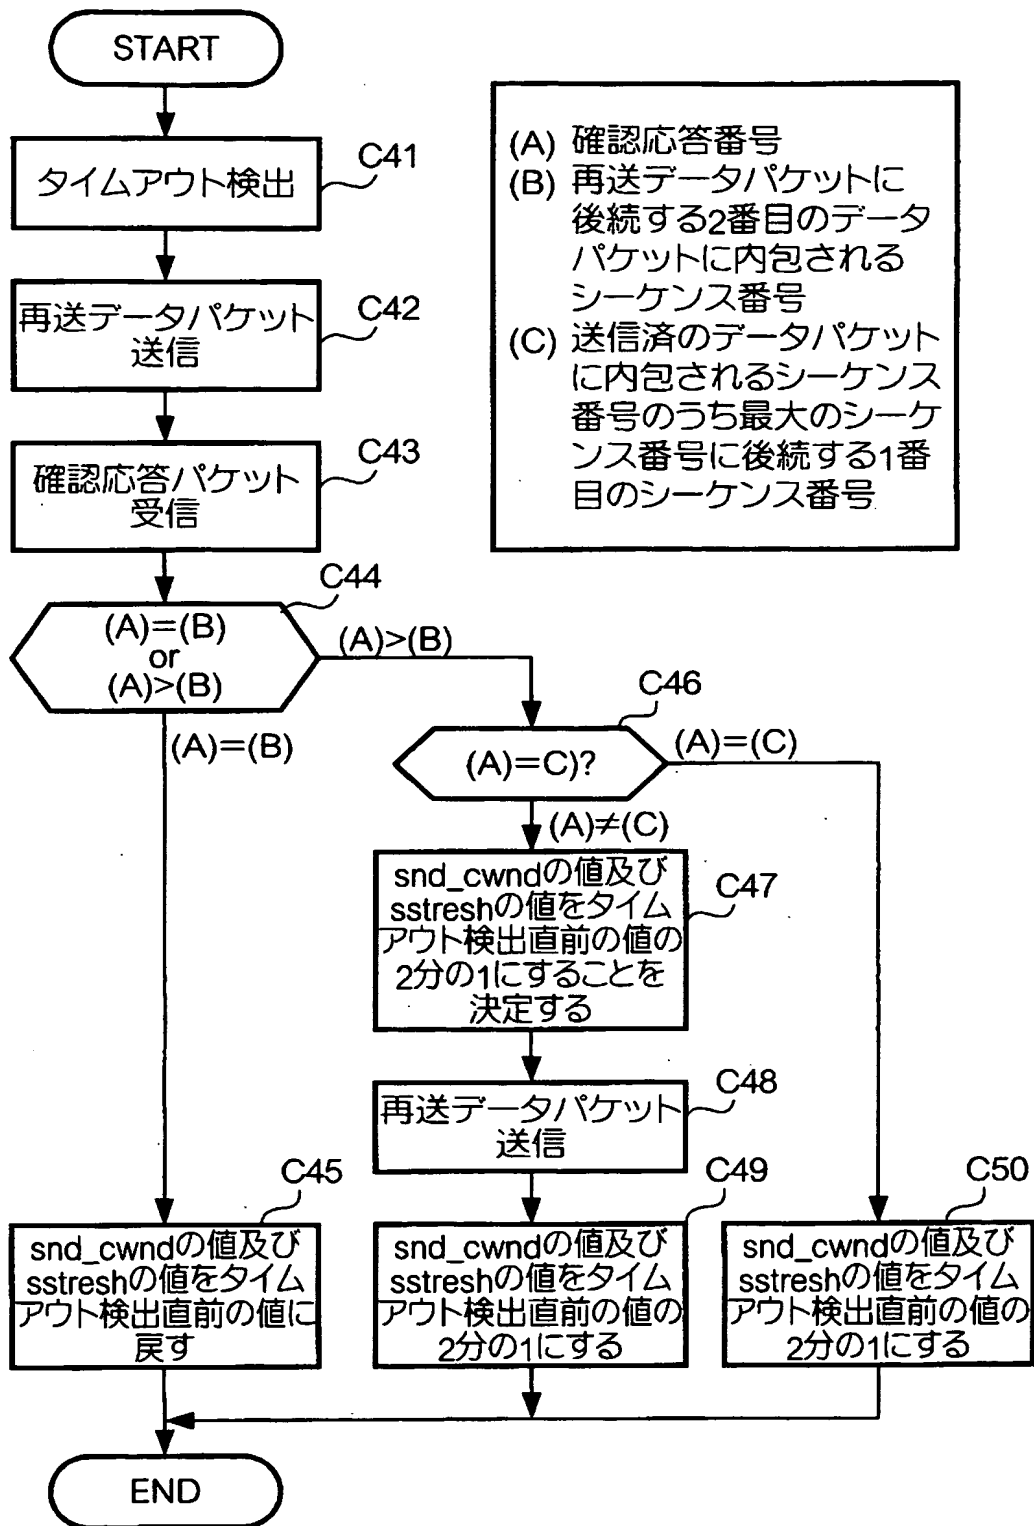 START
タイムアウト検出
C41
再送データパケット
送信
C42
確認応答パケット
受信
C43
(A) 確認応答番号
(B) 再送データパケットに
後続する2番目のデータ
パケットに内包される
シーケンス番号
(C) 送信済のデータパケット
に内包されるシーケンス
番号のうち最大のシーケ
ンス番号に後続する1番
目のシーケンス番号
C44
(A)=(B)
or
(A)>(B)
(A)>(B)
(A)=(B)
C46
(A)=C)?
(A)=(C)
(A)≠(C)
snd_cwndの値及び
sstreshの値をタイム
アウト検出直前の値の
2分の1にすることを
決定する
C47
再送データパケット
送信
C48
C45
snd_cwndの値及び
sstreshの値をタイム
アウト検出直前の値に
戻す
C49
snd_cwndの値及び
sstreshの値をタイム
アウト検出直前の値の
2分の1にする
C50
snd_cwndの値及び
sstreshの値をタイム
アウト検出直前の値の
2分の1にする
END